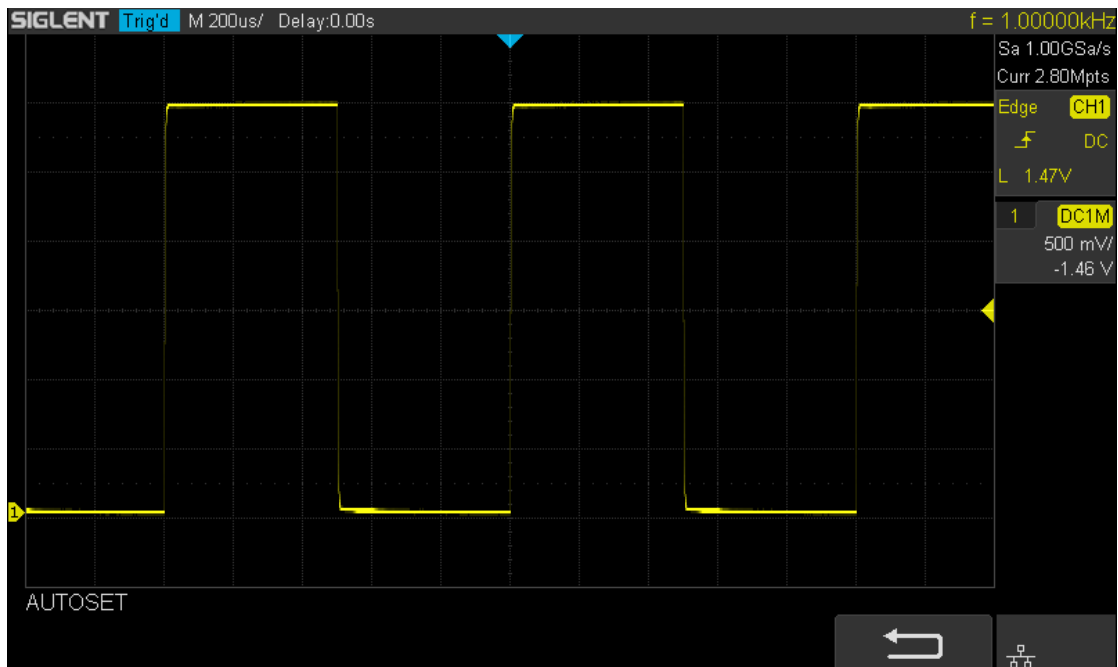 SIGLENT Trig'd M 200us/ Delay:0.00s f = 1.00000kHz
Sa 1.00GSa/s
Curr 2.80Mpts
Edge CH1
DC
L 1.47V
1 DC1M
500 mV/
-1.46 V
1
AUTOSET